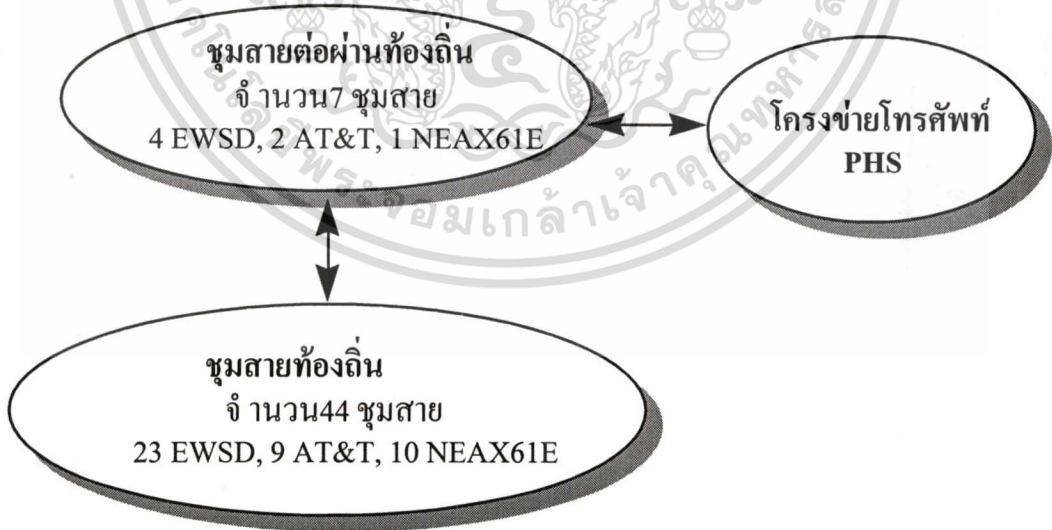 ชุมสายต่อผ่านท้องถิ่น
จำนวน7 ชุมสาย
4 EWSD, 2 AT&T, 1 NEAX61E
โครงข่ายโทรศัพท์
PHS
ชุมสายท้องถิ่น
จำนวน44 ชุมสาย
23 EWSD, 9 AT&T, 10 NEAX61E